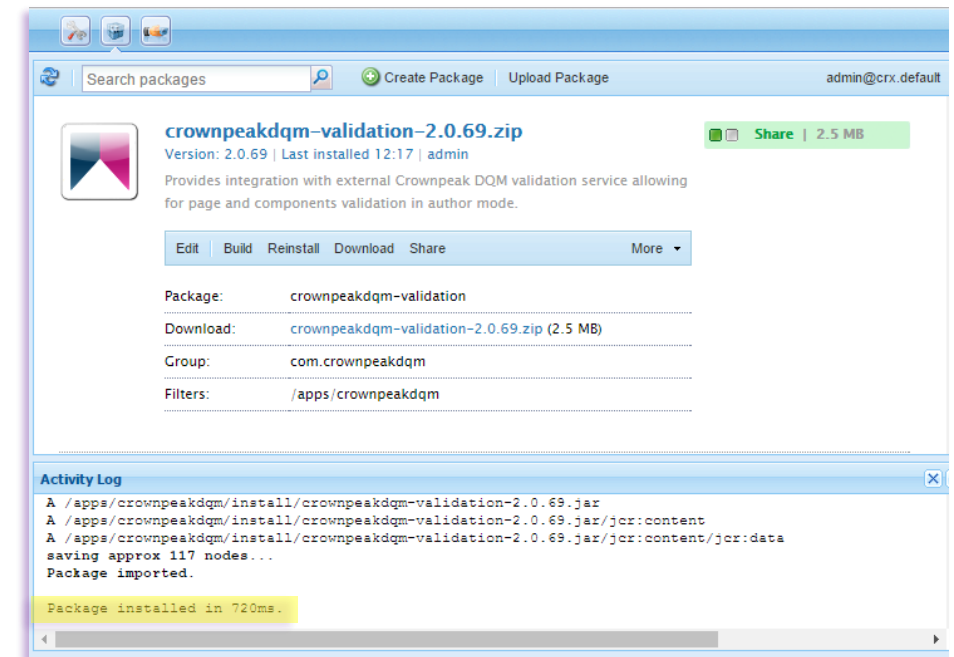 Search packages
Create Package | Upload Package
admin@crx.default
crownpeakdqm-validation-2.0.69.zip
Share | 2.5 MB
Version: 2.0.69 | Last installed 12:17 | admin
Provides integration with external Crownpeak DQM validation service allowing
for page and components validation in author mode.
Edit | Build Reinstall Download Share More
Package: crownpeakdqm-validation
Download: crownpeakdqm-validation-2.0.69.zip (2.5 MB)
Group: com.crownpeakdqm
Filters: /apps/crownpeakdqm
Activity Log
A /apps/crownpeakdqm/install/crownpeakdqm-validation-2.0.69.jar
A /apps/crownpeakdqm/install/crownpeakdqm-validation-2.0.69.jar/jcr:content
A /apps/crownpeakdqm/install/crownpeakdqm-validation-2.0.69.jar/jcr:content/jcr:data
saving approx 117 nodes...
Package imported.
Package installed in 720ms.